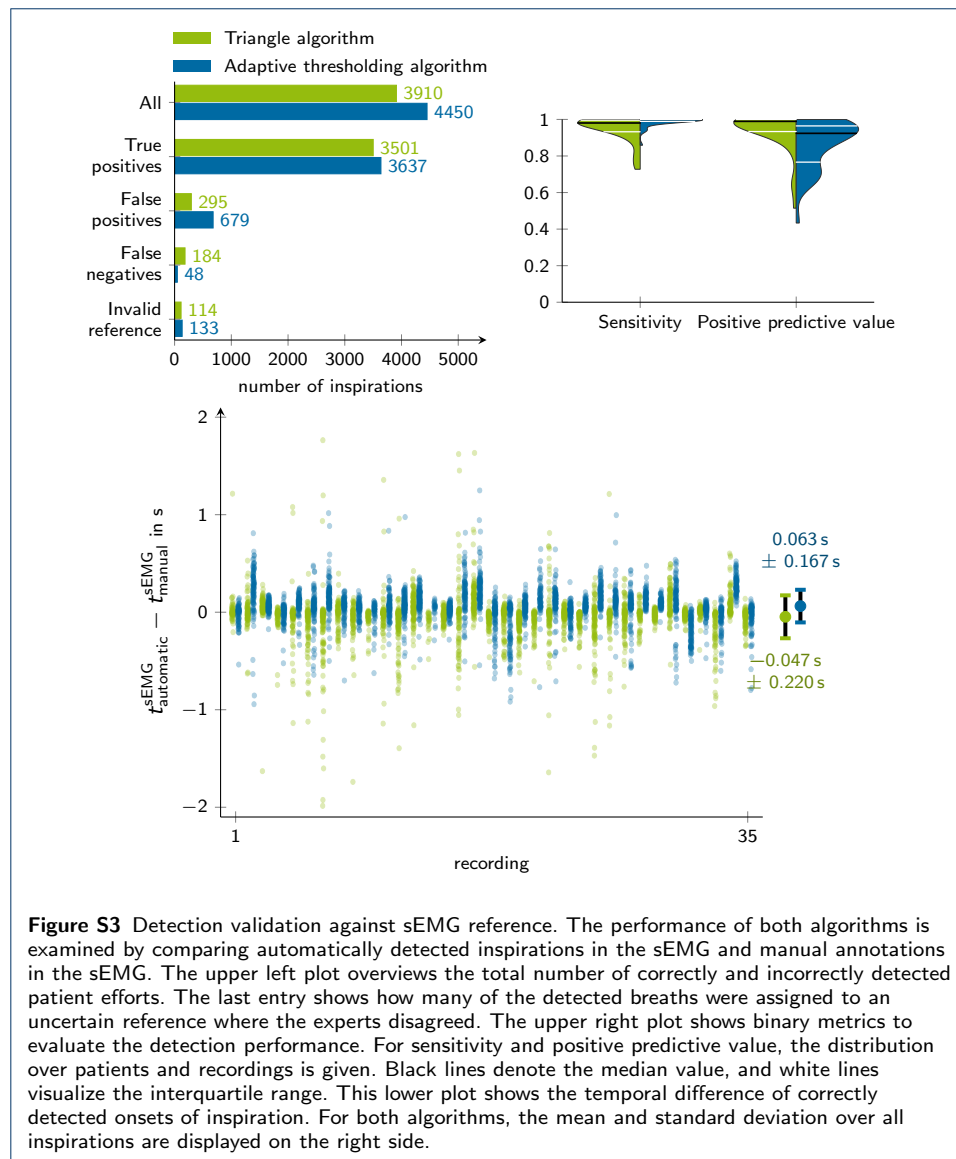 Triangle algorithm
Adaptive thresholding algorithm
All
3910
4450
True
positives
3501
3637
False
positives
295
679
False
negatives
184
48
Invalid
reference
114
133
0 1000 2000 3000 4000 5000
number of inspirations
1
0.8
0.6
0.4
0.2
0
Sensitivity Positive predictive value
2
1
0
−1
−2
t^sEMG_automatic − t^sEMG_manual in s
0.063 s
± 0.167 s
−0.047 s
± 0.220 s
1 35
recording
Figure S3 Detection validation against sEMG reference. The performance of both algorithms is
examined by comparing automatically detected inspirations in the sEMG and manual annotations
in the sEMG. The upper left plot overviews the total number of correctly and incorrectly detected
patient efforts. The last entry shows how many of the detected breaths were assigned to an
uncertain reference where the experts disagreed. The upper right plot shows binary metrics to
evaluate the detection performance. For sensitivity and positive predictive value, the distribution
over patients and recordings is given. Black lines denote the median value, and white lines
visualize the interquartile range. This lower plot shows the temporal difference of correctly
detected onsets of inspiration. For both algorithms, the mean and standard deviation over all
inspirations are displayed on the right side.